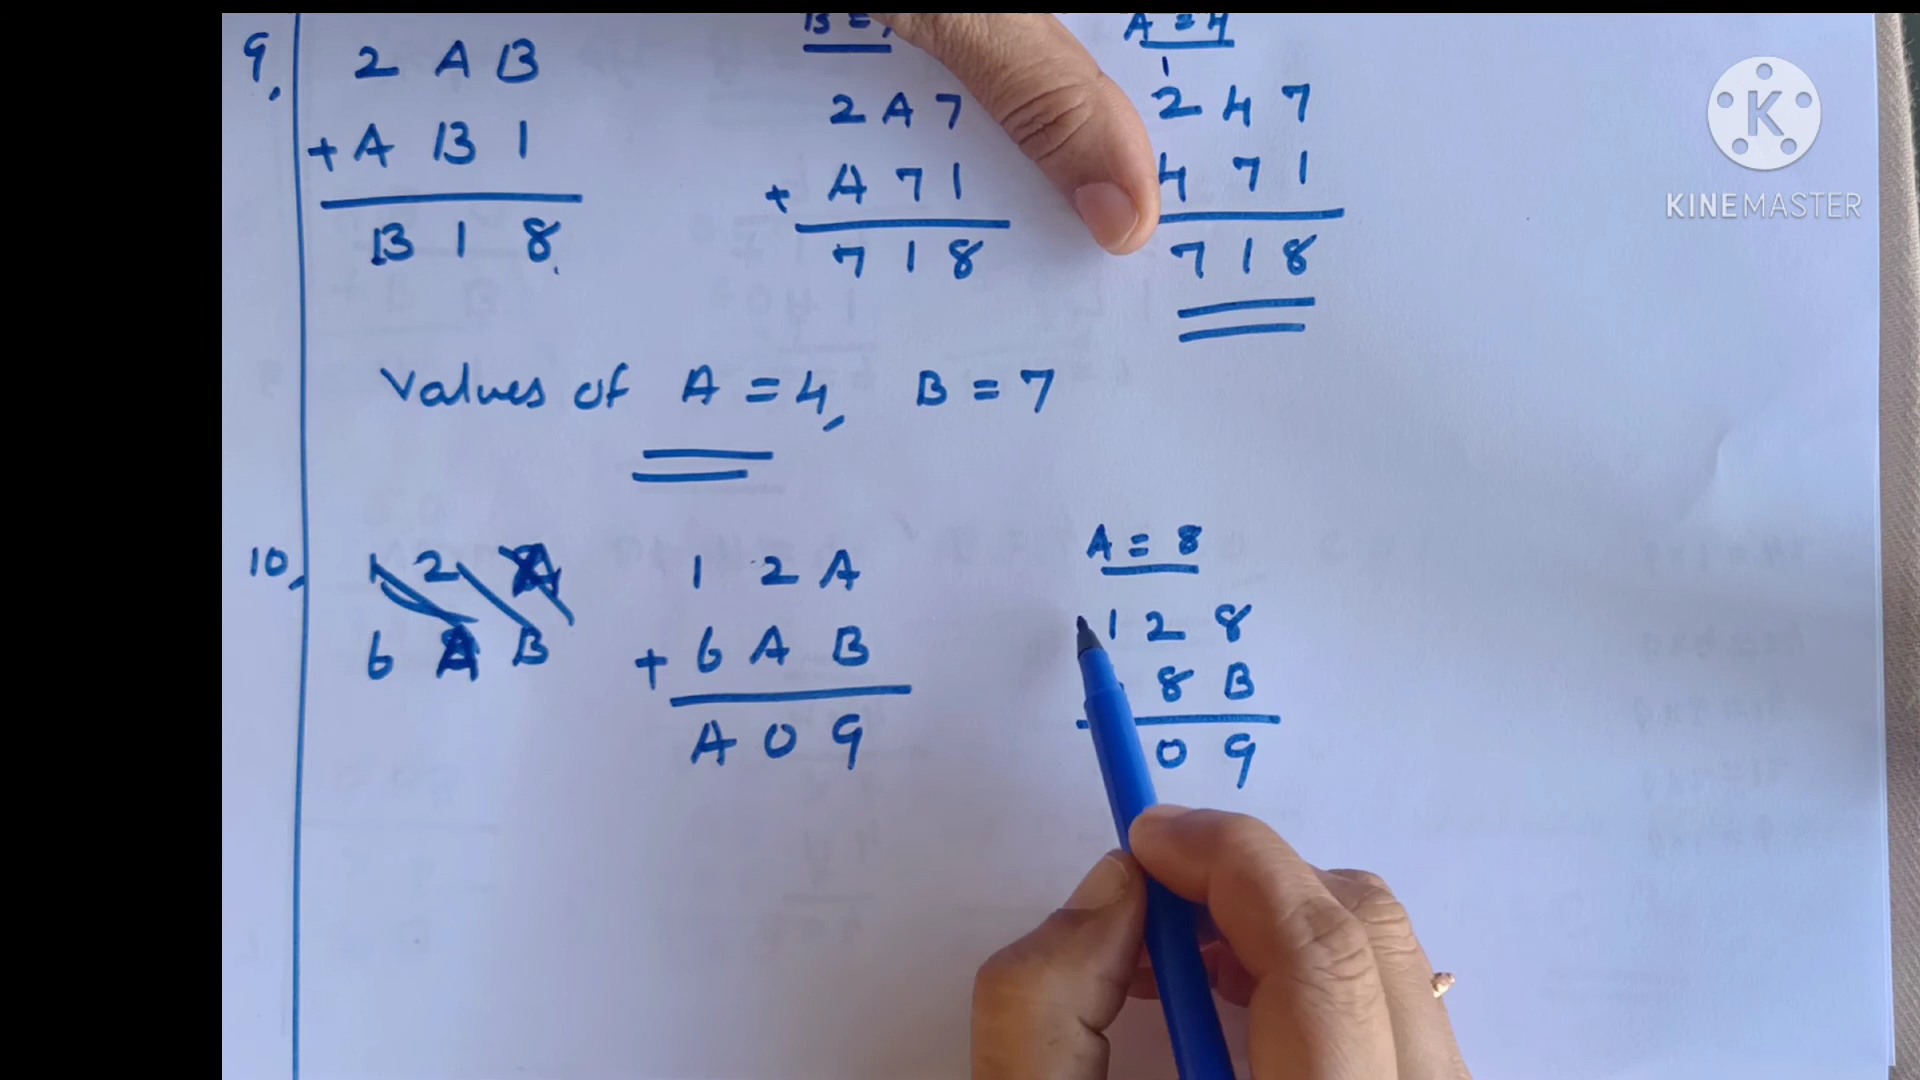 9,
2 A B
+ A B 1
B 1 8
2 A 7
+ A 7 1
7 1 8
A = 4
1
2 4 7
4 7 1
7 1 8
Values of A = 4, B = 7
10,
1 2 A
+ 6 A B
A 0 9
A = 8
1 2 8
8 B
0 9
K
KINEMASTER